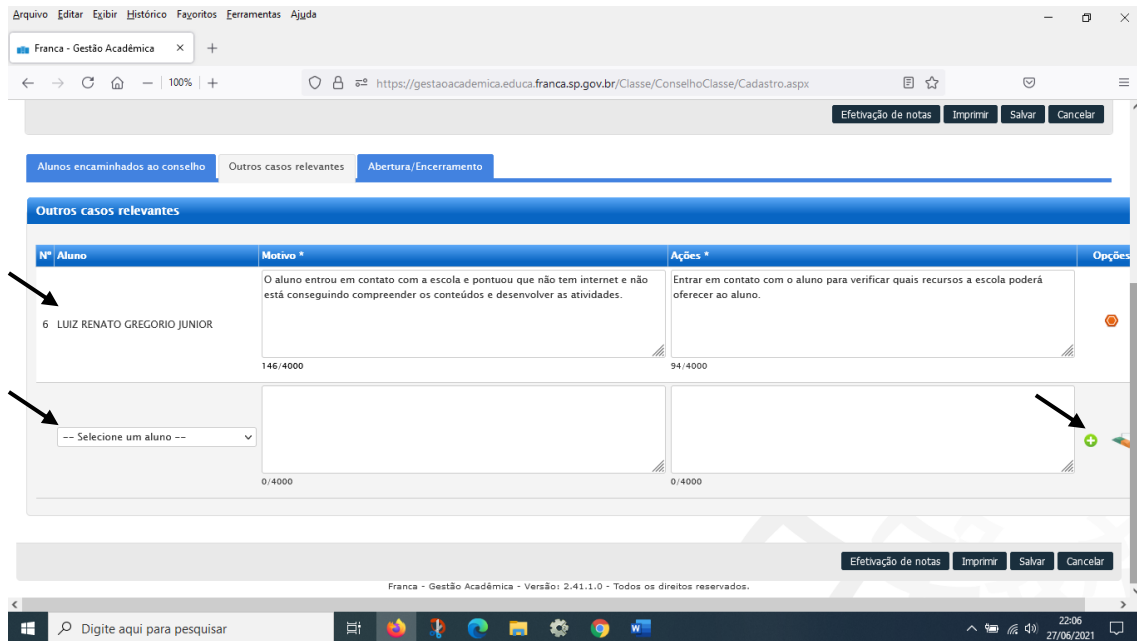 Arquivo Editar Exibir Histórico Favoritos Ferramentas Ajuda
Franca - Gestão Acadêmica
100%
https://gestaoacademica.educa.franca.sp.gov.br/Classe/ConselhoClasse/Cadastro.aspx
Efetivação de notas Imprimir Salvar Cancelar
Alunos encaminhados ao conselho Outros casos relevantes Abertura/Encerramento
Outros casos relevantes
Nº Aluno Motivo * Ações * Opções
O aluno entrou em contato com a escola e pontuou que não tem internet e não
está conseguindo compreender os conteúdos e desenvolver as atividades.
Entrar em contato com o aluno para verificar quais recursos a escola poderá
oferecer ao aluno.
6 LUIZ RENATO GREGORIO JUNIOR
146/4000 94/4000
-- Selecione um aluno --
0/4000 0/4000
Efetivação de notas Imprimir Salvar Cancelar
Franca - Gestão Acadêmica - Versão: 2.41.1.0 - Todos os direitos reservados.
Digite aqui para pesquisar
22:06
27/06/2021